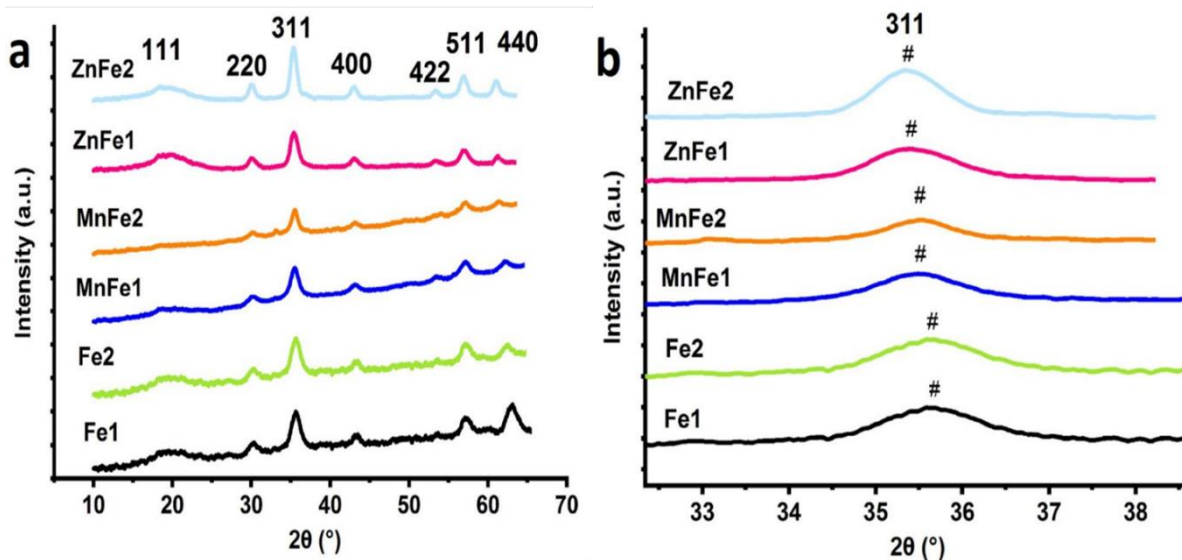 a
111
220
311
400
422
511
440
ZnFe2
ZnFe1
MnFe2
MnFe1
Fe2
Fe1
Intensity (a.u.)
10 20 30 40 50 60 70
2θ (°)
b
311
#
ZnFe2
#
ZnFe1
#
MnFe2
#
MnFe1
#
Fe2
#
Fe1
Intensity (a.u.)
33 34 35 36 37 38
2θ (°)